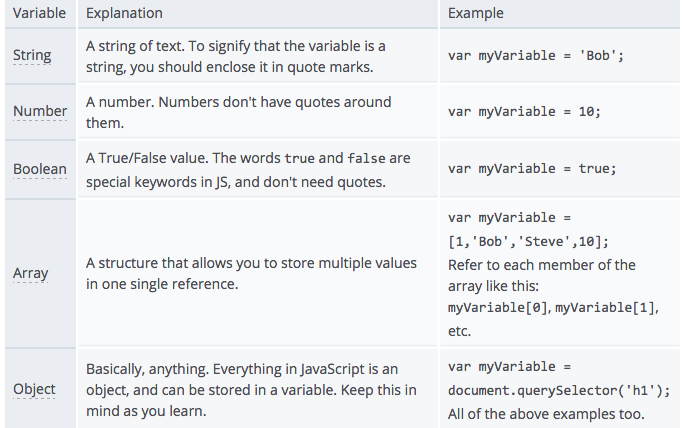 Variable Explanation Example
String
A string of text. To signify that the variable is a
string, you should enclose it in quote marks.
var myVariable = 'Bob';
Number
A number. Numbers don't have quotes around
them.
var myVariable = 10;
Boolean
A True/False value. The words true and false are
special keywords in JS, and don't need quotes.
var myVariable = true;
Array
A structure that allows you to store multiple values
in one single reference.
var myVariable =
[1,'Bob','Steve',10];
Refer to each member of the
array like this:
myVariable[0], myVariable[1],
etc.
Object
Basically, anything. Everything in JavaScript is an
object, and can be stored in a variable. Keep this in
mind as you learn.
var myVariable =
document.querySelector('h1');
All of the above examples too.